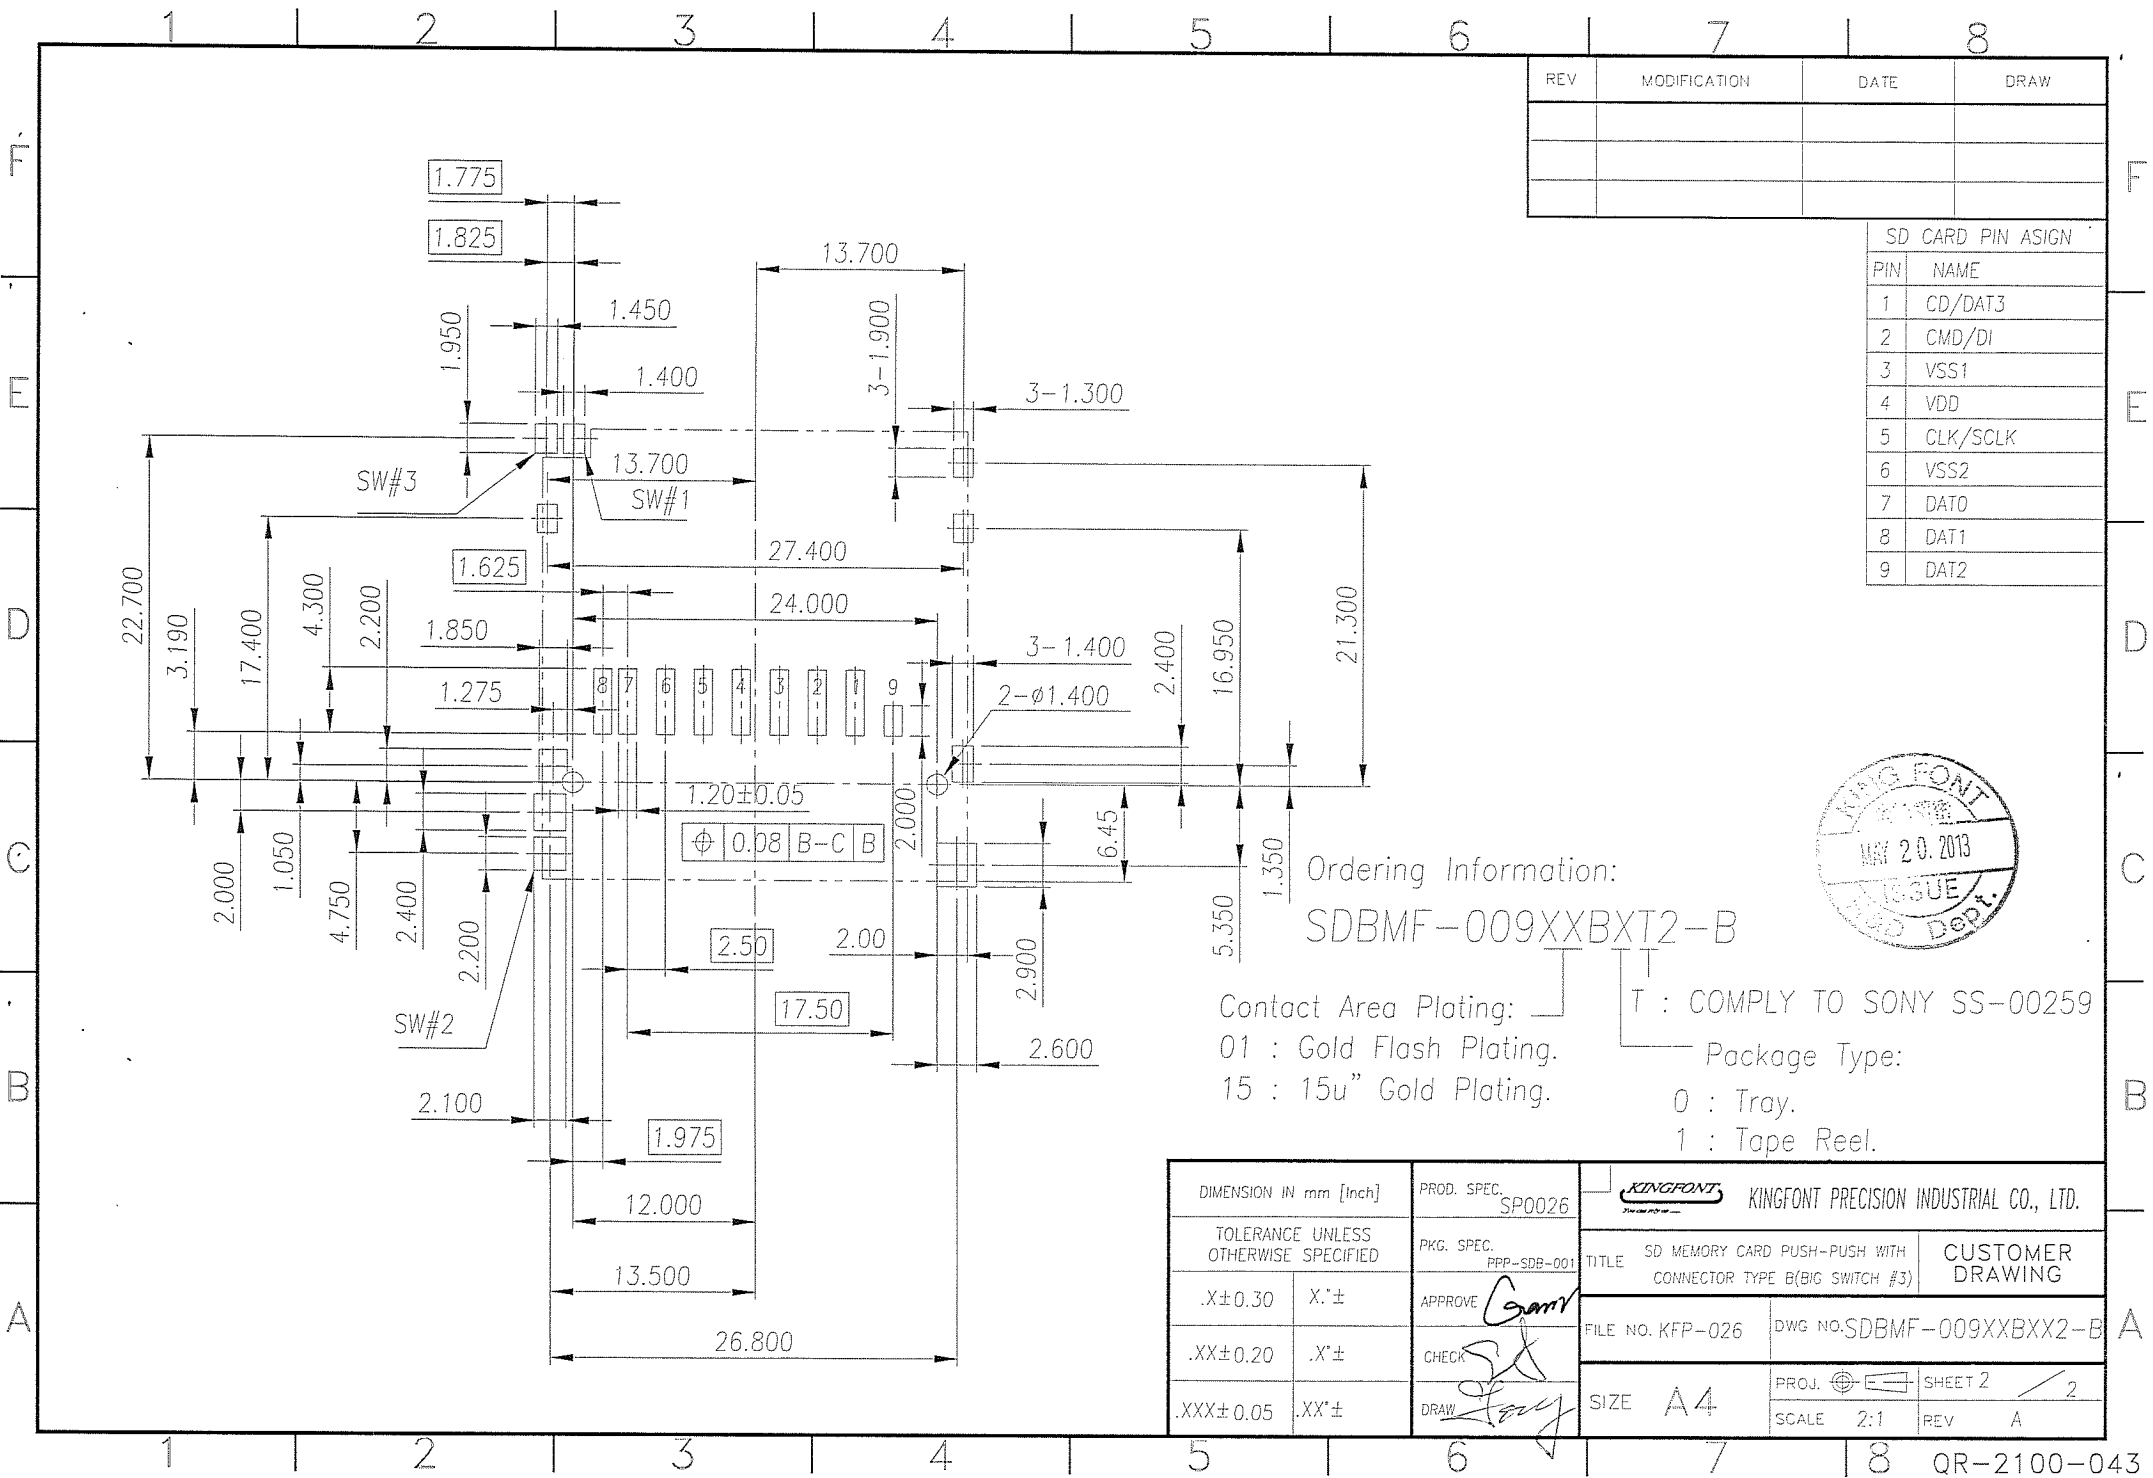 1 2 3 4 5 6 7 8
REV MODIFICATION DATE DRAW
F F
1.775
1.825
13.700
SD CARD PIN ASIGN
PIN NAME
1 CD/DAT3
2 CMD/DI
3 VSS1
4 VDD
5 CLK/SCLK
6 VSS2
7 DAT0
8 DAT1
9 DAT2
1.950
1.450
3-1.900
1.400
3-1.300
E E
13.700
SW#3
SW#1
27.400
1.625
24.000
22.700
3.190
17.400
4.300
2.200
1.850
3-1.400
2.400
16.950
21.300
D D
1.275
8 7 6 5 4 3 2 1 9
2-ø1.400
1.20±0.05
0.08 B-C B
2.000
6.45
C C
2.000
1.050
4.750
2.400
2.200
2.50
2.00
2.900
5.350
1.350
Ordering Information:
SDBMF-009XXBXT2-B
KING FONT
MAY 20. 2013
ISSUE
R&D Dept.
17.50
SW#2
Contact Area Plating:
01 : Gold Flash Plating.
15 : 15u" Gold Plating.
T : COMPLY TO SONY SS-00259
Package Type:
0 : Tray.
1 : Tape Reel.
2.600
B B
2.100
1.975
12.000
13.500
26.800
A A
DIMENSION IN mm [Inch]
TOLERANCE UNLESS
OTHERWISE SPECIFIED
.X±0.30 X.°±
.XX±0.20 .X°±
.XXX±0.05 .XX°±
PROD. SPEC. SP0026
PKG. SPEC. PPP-SDB-001
APPROVE
CHECK
DRAW
KINGFONT
KINGFONT PRECISION INDUSTRIAL CO., LTD.
TITLE SD MEMORY CARD PUSH-PUSH WITH
CONNECTOR TYPE B(BIG SWITCH #3)
CUSTOMER
DRAWING
FILE NO. KFP-026
DWG NO. SDBMF-009XXBXX2-B
SIZE A4
PROJ.
SHEET 2 / 2
SCALE 2:1
REV A
1 2 3 4 5 6 7 8
QR-2100-043